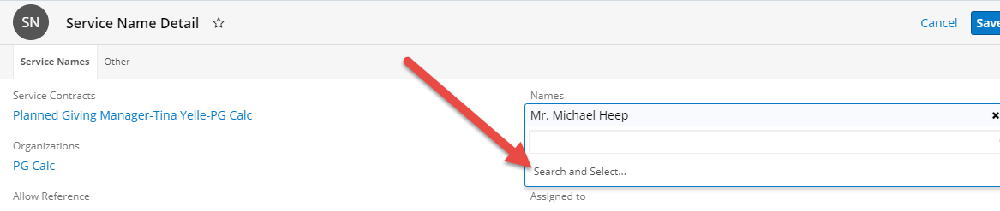 SN
Service Name Detail
Cancel
Save
Service Names
Other
Service Contracts
Planned Giving Manager-Tina Yelle-PG Calc
Names
Mr. Michael Heep
Organizations
PG Calc
Search and Select...
Allow Reference
Assigned to